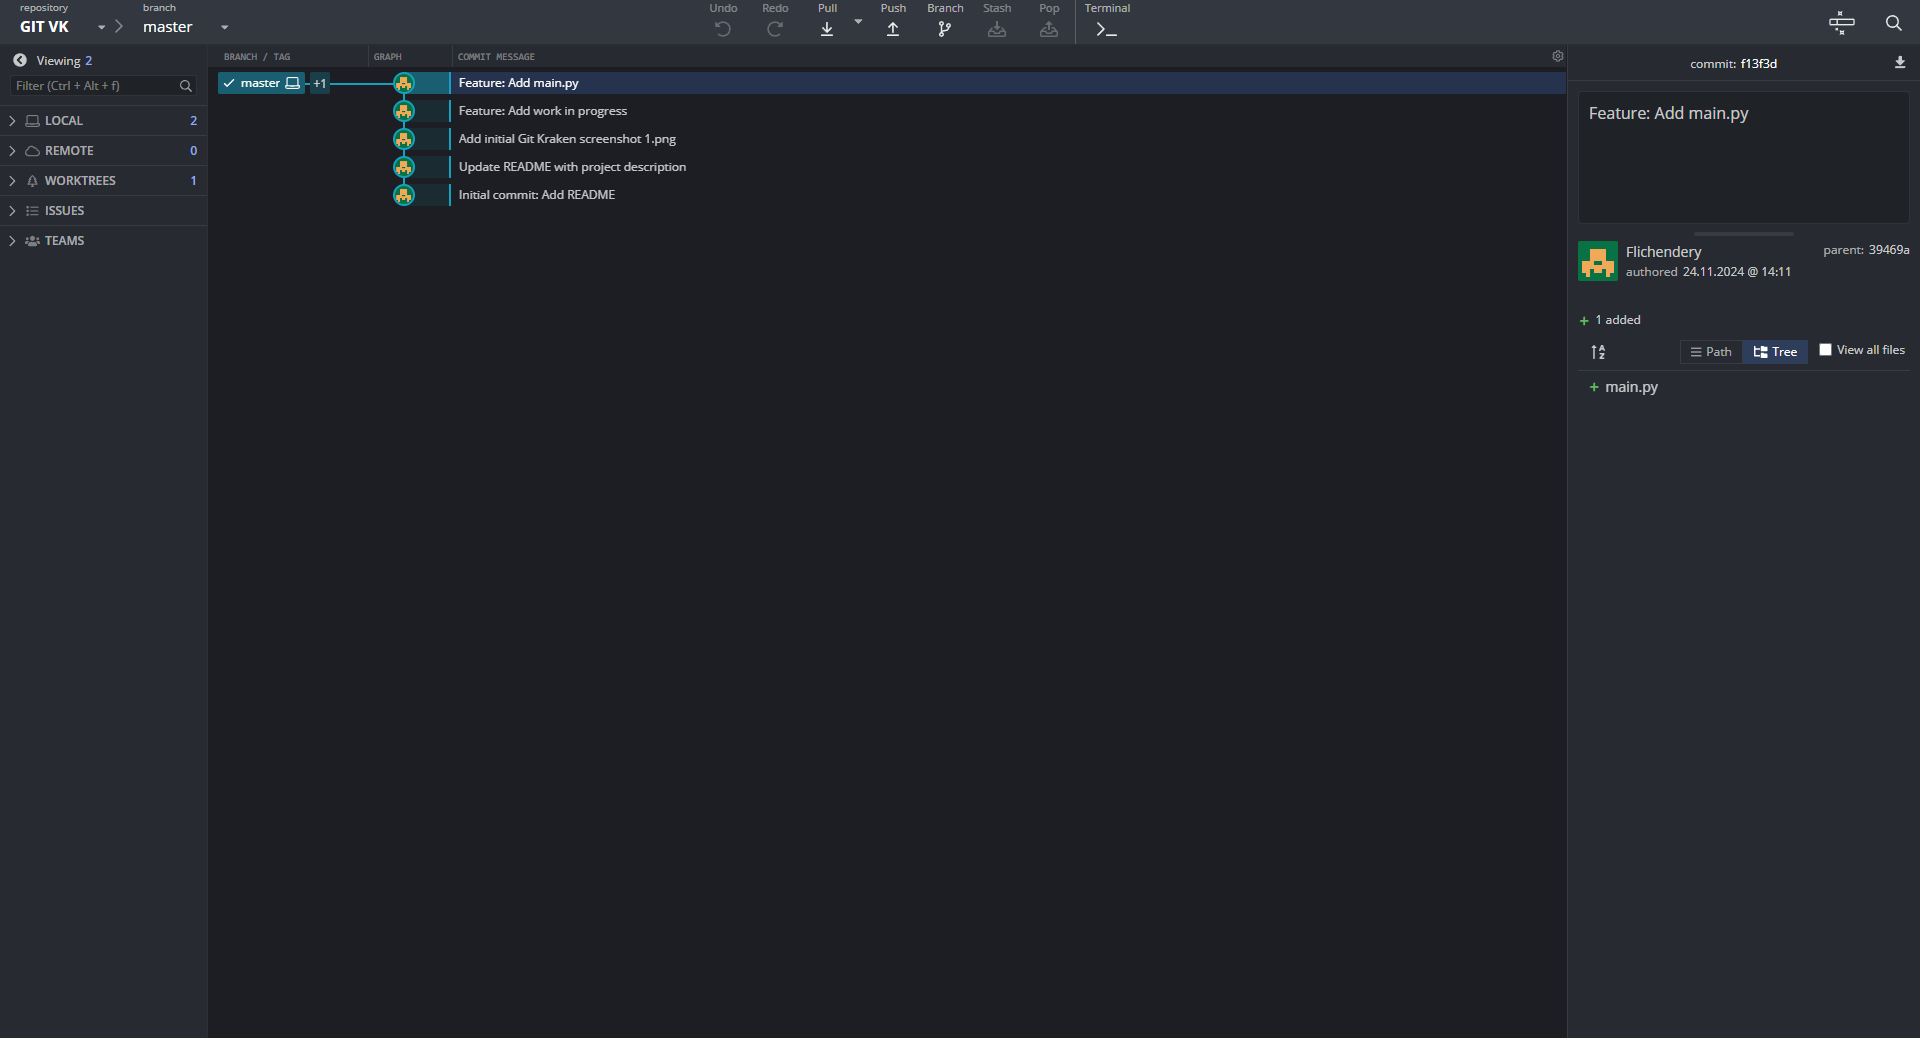 repository
GIT VK
branch
master
Undo
Redo
Pull
Push
Branch
Stash
Pop
Terminal
Viewing 2
Filter (Ctrl + Alt + f)
LOCAL 2
REMOTE 0
WORKTREES 1
ISSUES
TEAMS
BRANCH / TAG
GRAPH
COMMIT MESSAGE
master +1
Feature: Add main.py
Feature: Add work in progress
Add initial Git Kraken screenshot 1.png
Update README with project description
Initial commit: Add README
commit: f13f3d
Feature: Add main.py
Flichendery
parent: 39469a
authored 24.11.2024 @ 14:11
+ 1 added
Path
Tree
View all files
+ main.py